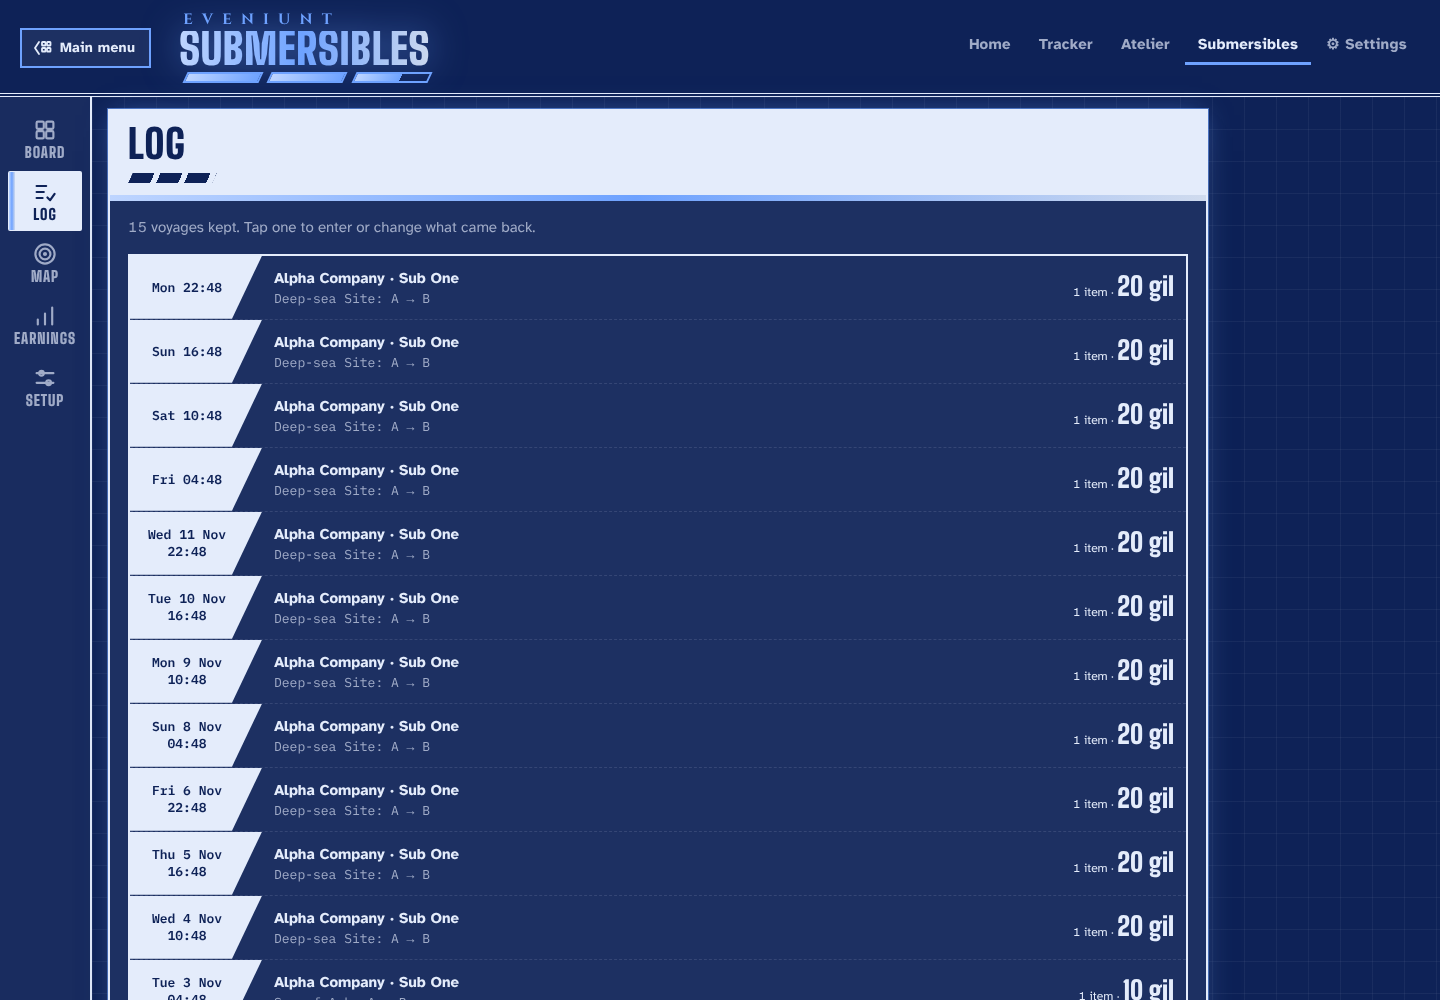 Main menu
EVENIUNT
SUBMERSIBLES
Home
Tracker
Atelier
Submersibles
⚙ Settings
BOARD
LOG
MAP
EARNINGS
SETUP
LOG
15 voyages kept. Tap one to enter or change what came back.
Mon 22:48
Alpha Company · Sub One
Deep-sea Site: A → B
1 item · 20 gil
Sun 16:48
Alpha Company · Sub One
Deep-sea Site: A → B
1 item · 20 gil
Sat 10:48
Alpha Company · Sub One
Deep-sea Site: A → B
1 item · 20 gil
Fri 04:48
Alpha Company · Sub One
Deep-sea Site: A → B
1 item · 20 gil
Wed 11 Nov
22:48
Alpha Company · Sub One
Deep-sea Site: A → B
1 item · 20 gil
Tue 10 Nov
16:48
Alpha Company · Sub One
Deep-sea Site: A → B
1 item · 20 gil
Mon 9 Nov
10:48
Alpha Company · Sub One
Deep-sea Site: A → B
1 item · 20 gil
Sun 8 Nov
04:48
Alpha Company · Sub One
Deep-sea Site: A → B
1 item · 20 gil
Fri 6 Nov
22:48
Alpha Company · Sub One
Deep-sea Site: A → B
1 item · 20 gil
Thu 5 Nov
16:48
Alpha Company · Sub One
Deep-sea Site: A → B
1 item · 20 gil
Wed 4 Nov
10:48
Alpha Company · Sub One
Deep-sea Site: A → B
1 item · 20 gil
Tue 3 Nov
04:48
Alpha Company · Sub One
1 item · 10 gil